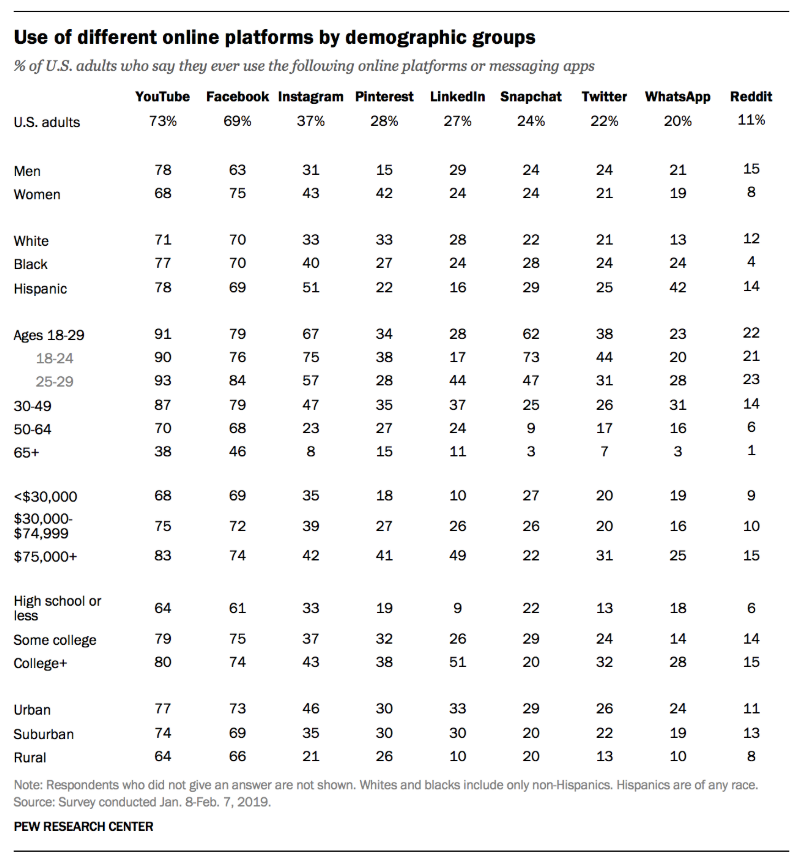 Use of different online platforms by demographic groups
% of U.S. adults who say they ever use the following online platforms or messaging apps
YouTube Facebook Instagram Pinterest LinkedIn Snapchat Twitter WhatsApp Reddit
U.S. adults 73% 69% 37% 28% 27% 24% 22% 20% 11%
Men 78 63 31 15 29 24 24 21 15
Women 68 75 43 42 24 24 21 19 8
White 71 70 33 33 28 22 21 13 12
Black 77 70 40 27 24 28 24 24 4
Hispanic 78 69 51 22 16 29 25 42 14
Ages 18-29 91 79 67 34 28 62 38 23 22
18-24 90 76 75 38 17 73 44 20 21
25-29 93 84 57 28 44 47 31 28 23
30-49 87 79 47 35 37 25 26 31 14
50-64 70 68 23 27 24 9 17 16 6
65+ 38 46 8 15 11 3 7 3 1
<$30,000 68 69 35 18 10 27 20 19 9
$30,000-
$74,999 75 72 39 27 26 26 20 16 10
$75,000+ 83 74 42 41 49 22 31 25 15
High school or
less 64 61 33 19 9 22 13 18 6
Some college 79 75 37 32 26 29 24 14 14
College+ 80 74 43 38 51 20 32 28 15
Urban 77 73 46 30 33 29 26 24 11
Suburban 74 69 35 30 30 20 22 19 13
Rural 64 66 21 26 10 20 13 10 8
Note: Respondents who did not give an answer are not shown. Whites and blacks include only non-Hispanics. Hispanics are of any race.
Source: Survey conducted Jan. 8-Feb. 7, 2019.
PEW RESEARCH CENTER